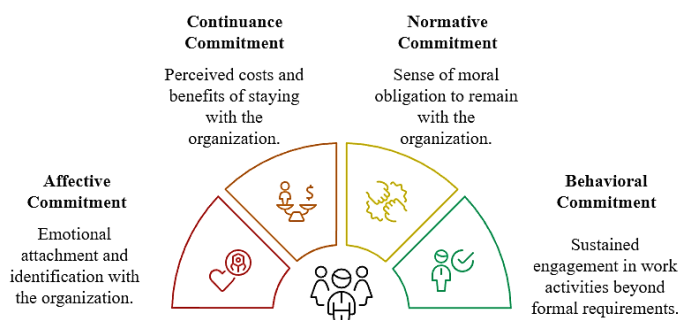 Continuance
Commitment
Perceived costs and
benefits of staying
with the
organization.
Normative
Commitment
Sense of moral
obligation to remain
with the
organization.
Affective
Commitment
Emotional
attachment and
identification with
the organization.
Behavioral
Commitment
Sustained
engagement in work
activities beyond
formal requirements.
$